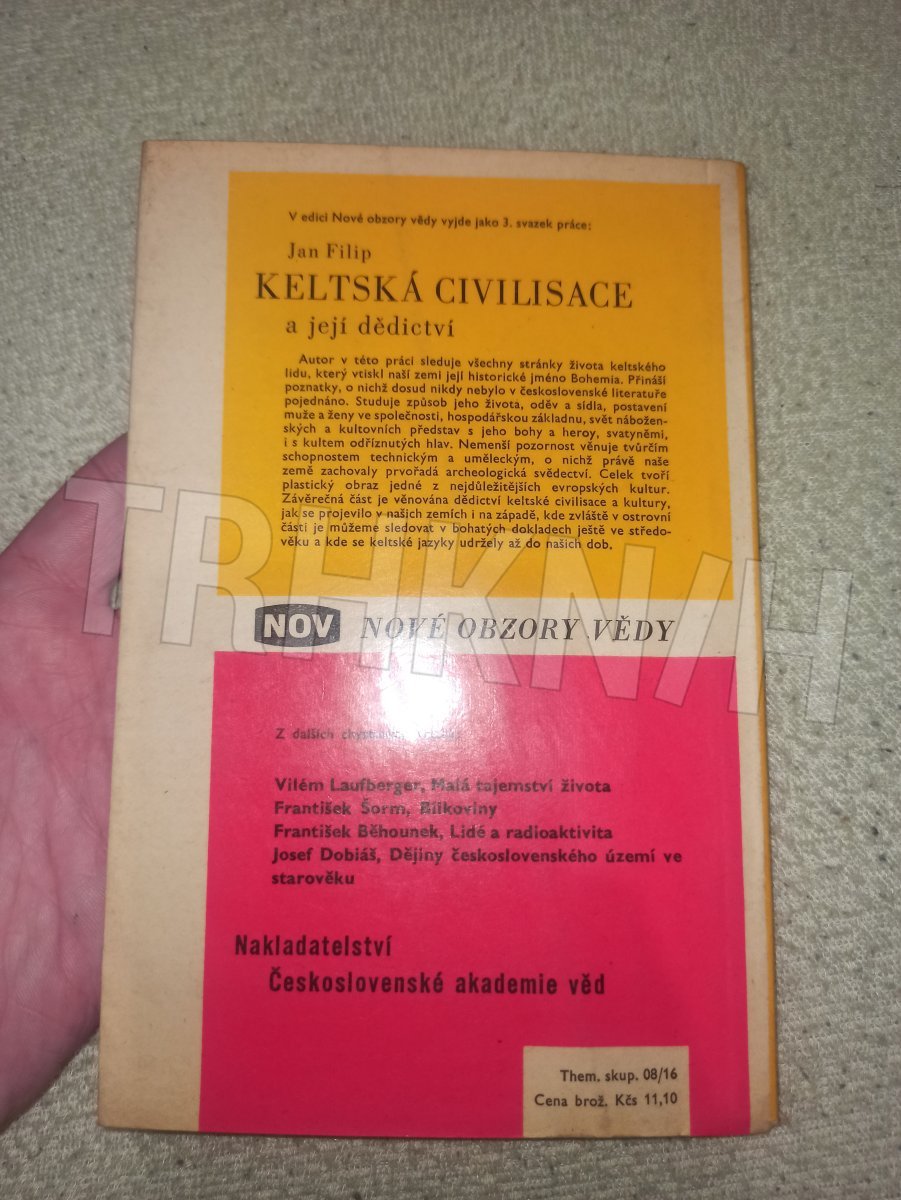 V edici Nové obzory vědy vyjde jako 3. svazek práce:
Jan Filip
KELTSKÁ CIVILISACE
a její dědictví
Autor v této práci sleduje všechny stránky života keltského
lidu, který vtiskl naší zemi její historické jméno Bohemia. Přináší
poznatky, o nichž dosud nikdy nebylo v československé literatuře
pojednáno. Studuje způsob jeho života, oděv a sídla, postavení
muže a ženy ve společnosti, hospodářskou základnu, svět nábožen-
ských a kultovních představ s jeho bohy a heroy, svatyněmi,
i s kultem odříznutých hlav. Nemenší pozornost věnuje tvůrčím
schopnostem technickým a uměleckým, o nichž právě naše
země zachovaly prvořadá archeologická svědectví. Celek tvoří
plastický obraz jedné z nejdůležitějších evropských kultur.
Závěrečná část je věnována dědictví keltské civilisace a kultury,
jak se projevilo v našich zemích i na západě, kde zvláště v ostrovní
části je můžeme sledovat v bohatých dokladech ještě ve středo-
věku a kde se keltské jazyky udržely až do našich dob.
TRHKNIH
NOV NOVÉ OBZORY VĚDY
Z dalších
Vilém Laufberger, Malá tajemství života
František Šorm, Bílkoviny
František Běhounek, Lidé a radioaktivita
Josef Dobiáš, Dějiny československého území ve
starověku
Nakladatelství
Československé akademie věd
Them. skup. 08/16
Cena brož. Kčs 11,10